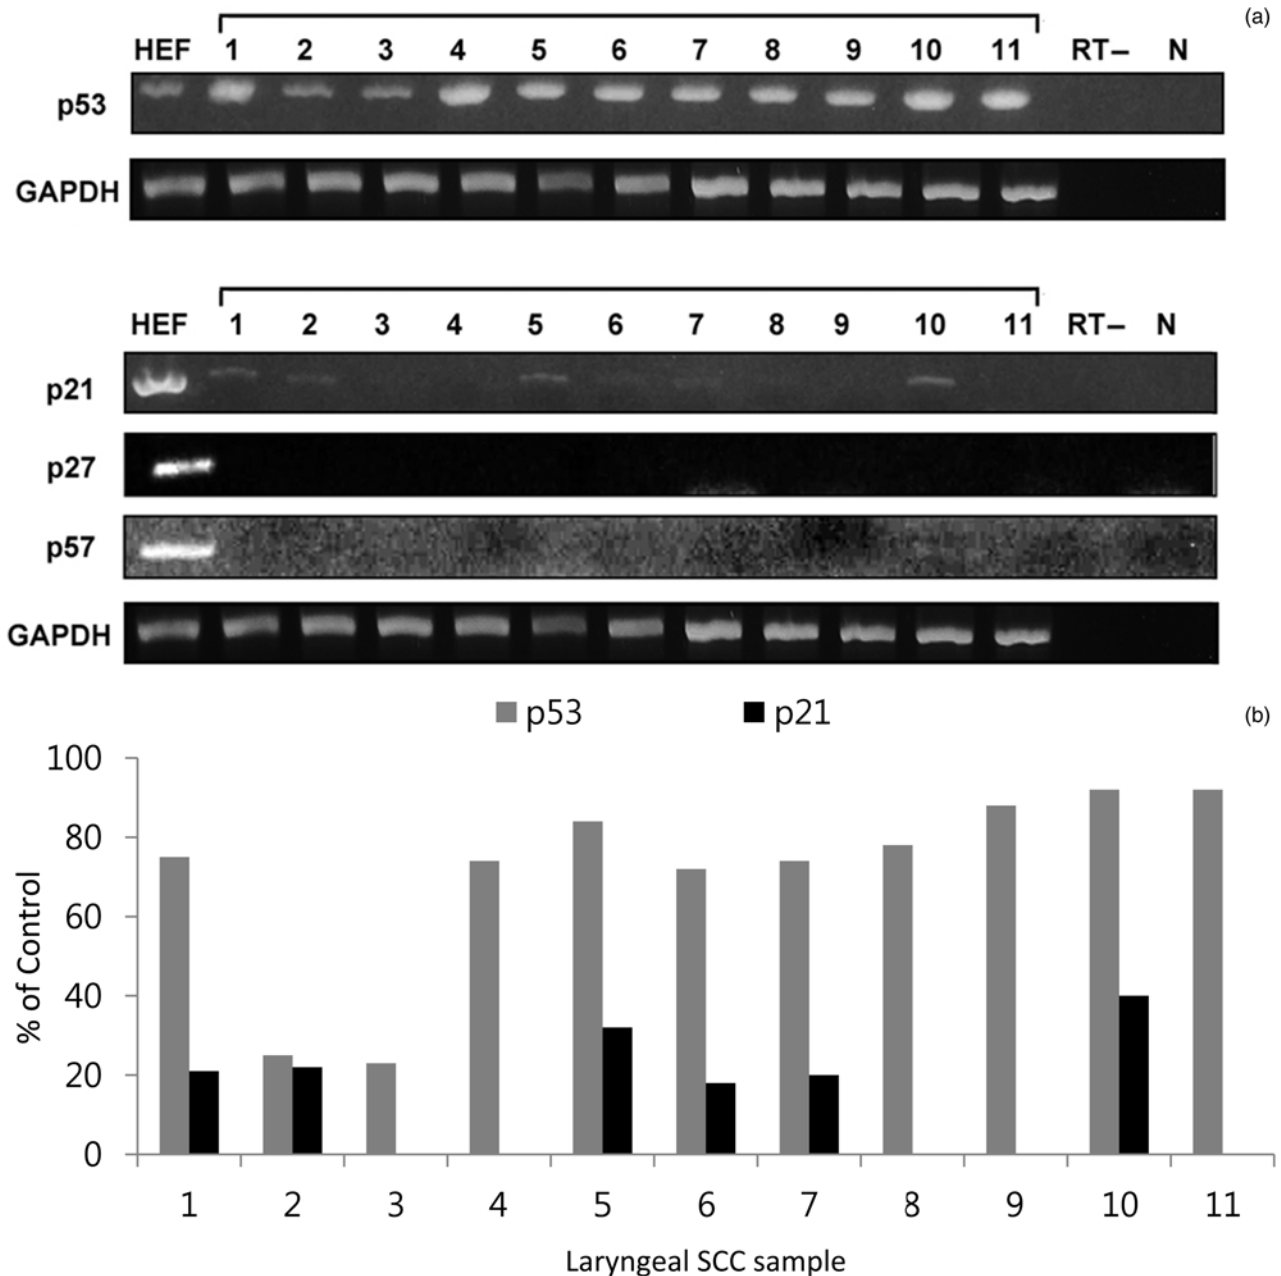 (a)
HEF 1 2 3 4 5 6 7 8 9 10 11 RT– N
p53
GAPDH
HEF 1 2 3 4 5 6 7 8 9 10 11 RT– N
p21
p27
p57
GAPDH
p53 p21
(b)
100
80
60
40
20
0
% of Control
1 2 3 4 5 6 7 8 9 10 11
Laryngeal SCC sample